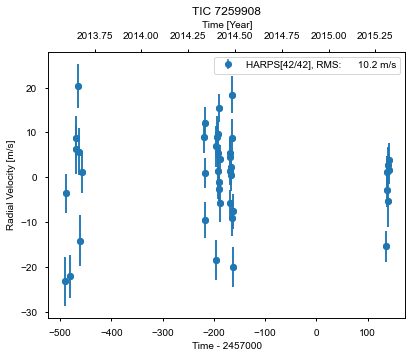 TIC 7259908
Time [Year]
2013.75 2014.00 2014.25 2014.50 2014.75 2015.00 2015.25
HARPS[42/42], RMS: 10.2 m/s
20
10
0
−10
−20
−30
Radial Velocity [m/s]
−500 −400 −300 −200 −100 0 100
Time - 2457000